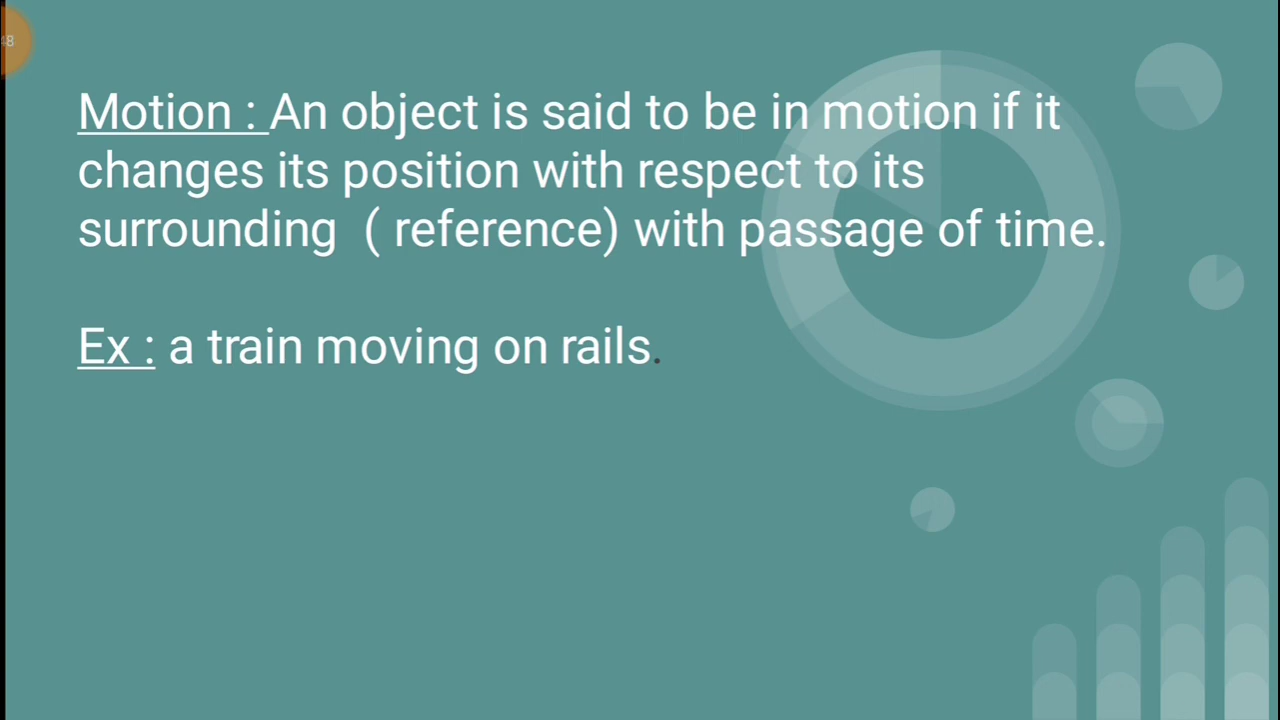 48
Motion : An object is said to be in motion if it
changes its position with respect to its
surrounding  ( reference) with passage of time.
Ex : a train moving on rails.